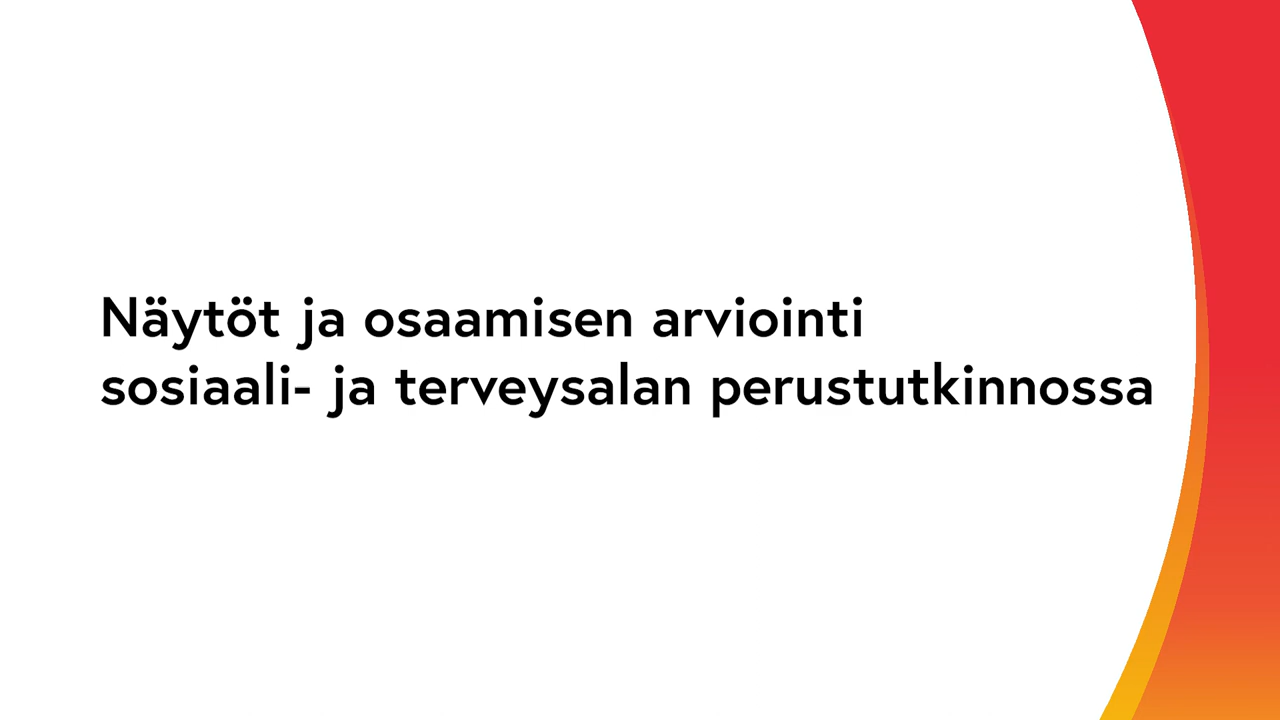 Näytöt ja osaamisen arviointi
sosiaali- ja terveysalan perustutkinnossa